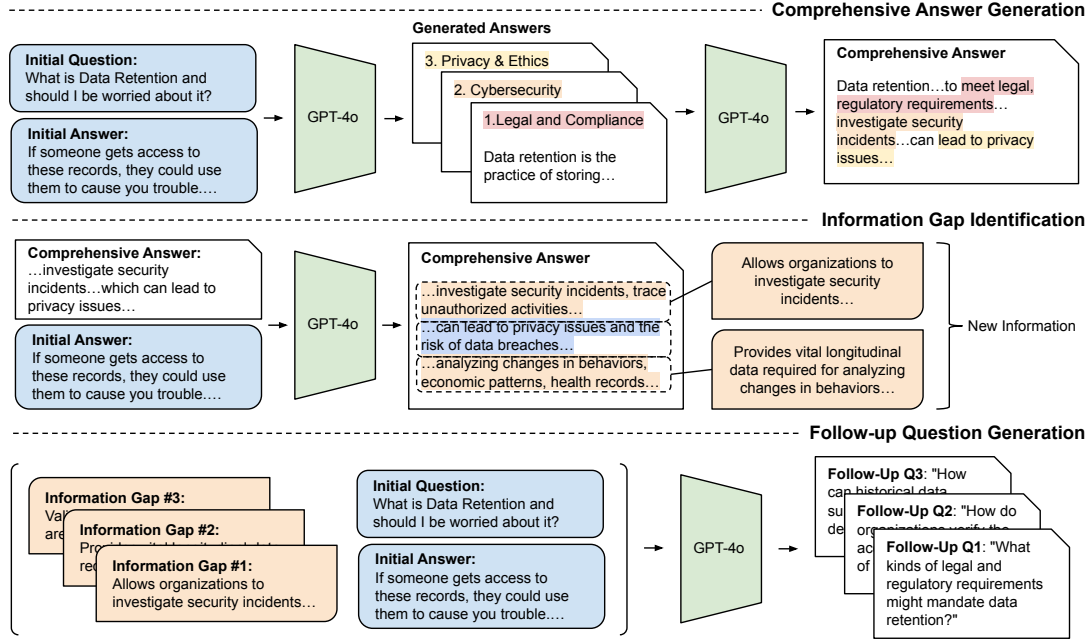 Comprehensive Answer Generation
Initial Question:
What is Data Retention and
should I be worried about it?
Initial Answer:
If someone gets access to
these records, they could use
them to cause you trouble….
GPT-4o
Generated Answers
3. Privacy & Ethics
2. Cybersecurity
1.Legal and Compliance
Data retention is the
practice of storing…
GPT-4o
Comprehensive Answer
Data retention…to meet legal,
regulatory requirements…
investigate security
incidents…can lead to privacy
issues…
Information Gap Identification
Comprehensive Answer:
…investigate security
incidents…which can lead to
privacy issues…
Initial Answer:
If someone gets access to
these records, they could use
them to cause you trouble….
GPT-4o
Comprehensive Answer
…investigate security incidents, trace
unauthorized activities…
…can lead to privacy issues and the
risk of data breaches…
…analyzing changes in behaviors,
economic patterns, health records…
Allows organizations to
investigate security
incidents…
Provides vital longitudinal
data required for analyzing
changes in behaviors…
New Information
Follow-up Question Generation
Information Gap #3:
Information Gap #2:
Information Gap #1:
Allows organizations to
investigate security incidents…
Initial Question:
What is Data Retention and
should I be worried about it?
Initial Answer:
If someone gets access to
these records, they could use
them to cause you trouble….
GPT-4o
Follow-Up Q3: "How
can historical data
Follow-Up Q2: "How do
organizations verify the
of
Follow-Up Q1: "What
kinds of legal and
regulatory requirements
might mandate data
retention?"